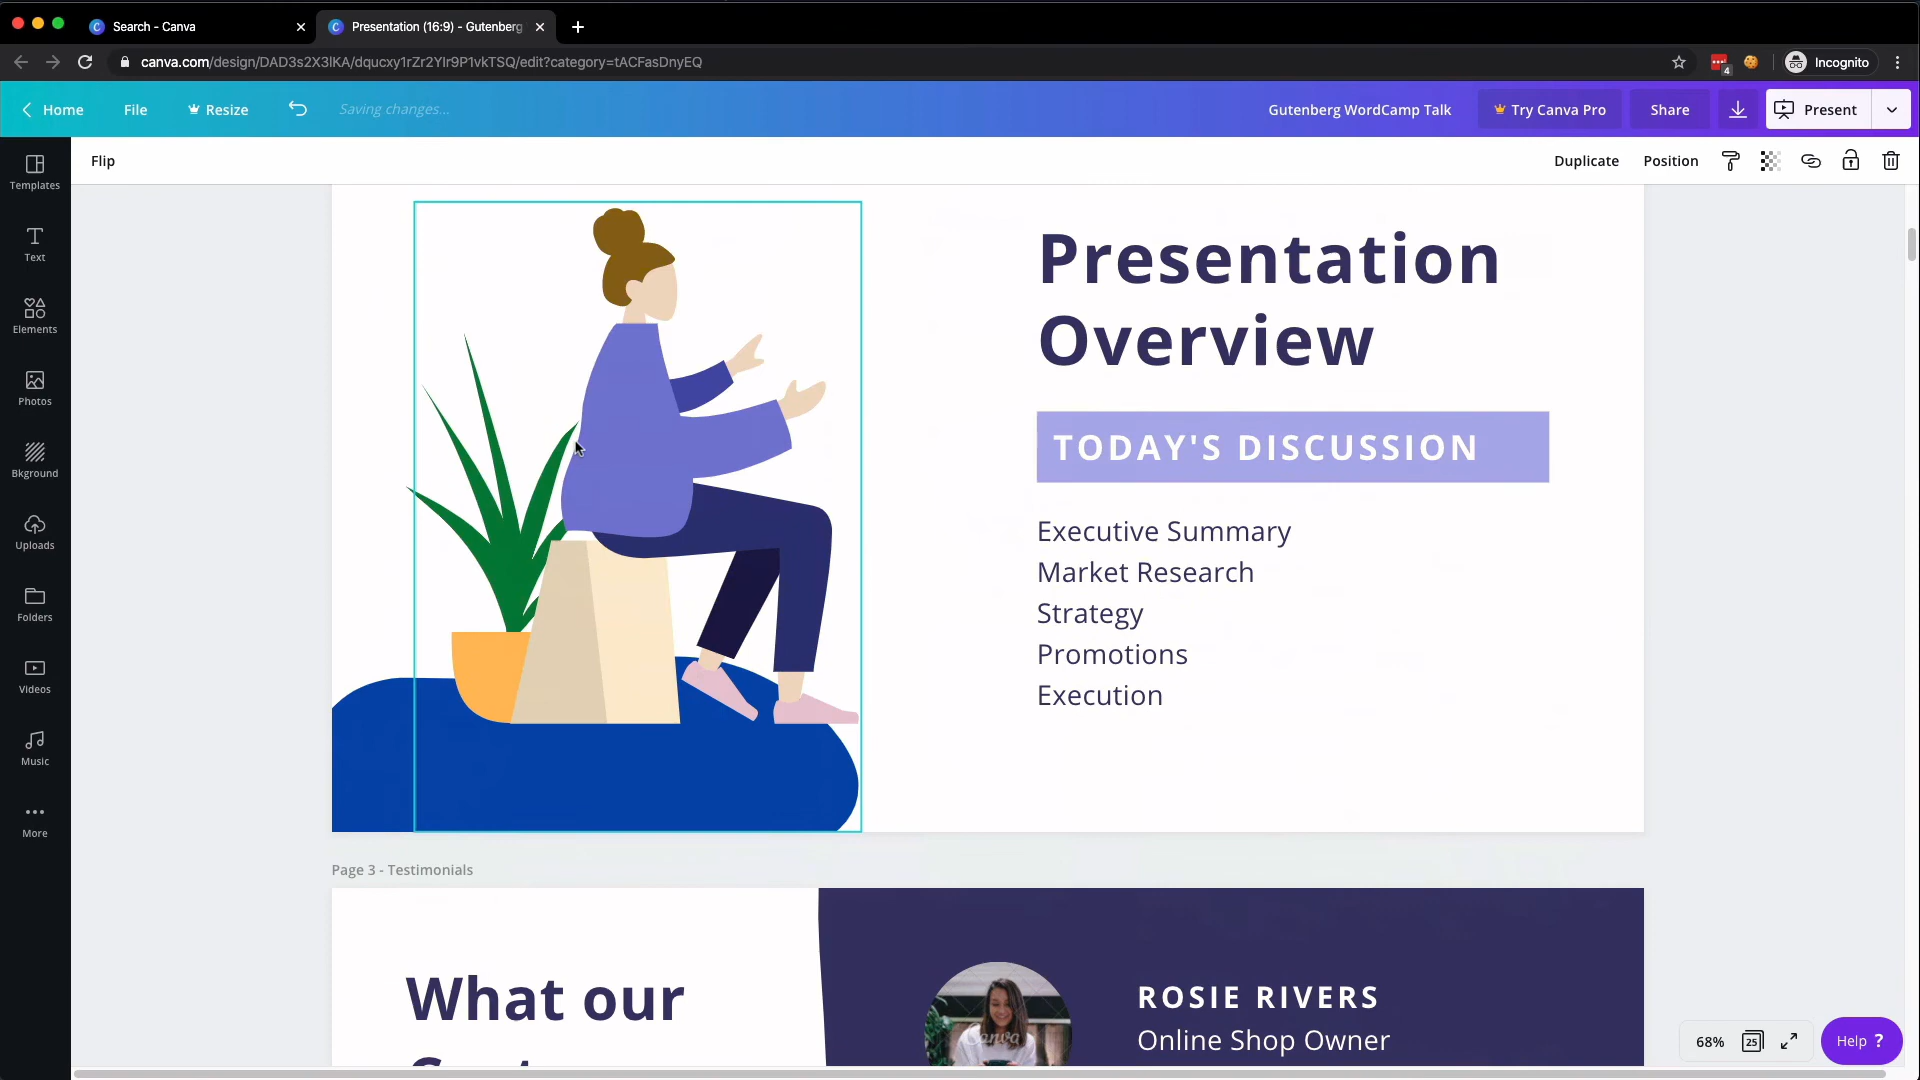 Search - Canva
Presentation (16:9) - Gutenberg
canva.com/design/DAD3s2X3lKA/dqucxy1rZr2YIr9P1vkTSQ/edit?category=tACFasDnyEQ
4
Incognito
Home
File
Resize
Saving changes...
Gutenberg WordCamp Talk
Try Canva Pro
Share
Present
Flip
Duplicate
Position
Templates
Text
Elements
Photos
Bkground
Uploads
Folders
Videos
Music
More
Presentation
Overview
TODAY'S DISCUSSION
Executive Summary
Market Research
Strategy
Promotions
Execution
Page 3 - Testimonials
What our
ROSIE RIVERS
Online Shop Owner
Canva
68%
25
Help ?